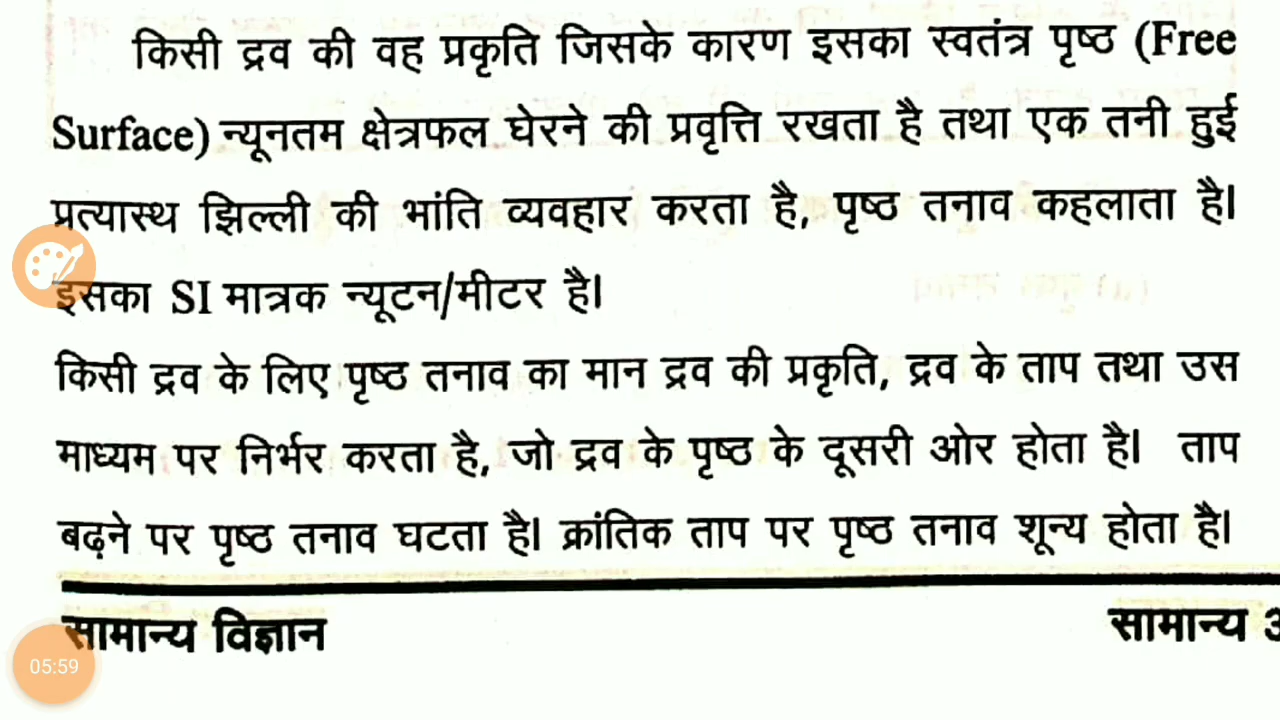 किसी द्रव की वह प्रकृति जिसके कारण इसका स्वतंत्र पृष्ठ (Free
Surface) न्यूनतम क्षेत्रफल घेरने की प्रवृत्ति रखता है तथा एक तनी हुई
प्रत्यास्थ झिल्ली की भांति व्यवहार करता है, पृष्ठ तनाव कहलाता है।
इसका SI मात्रक न्यूटन/मीटर है।
किसी द्रव के लिए पृष्ठ तनाव का मान द्रव की प्रकृति, द्रव के ताप तथा उस
माध्यम पर निर्भर करता है, जो द्रव के पृष्ठ के दूसरी ओर होता है। ताप
बढ़ने पर पृष्ठ तनाव घटता है। क्रांतिक ताप पर पृष्ठ तनाव शून्य होता है।
सामान्य विज्ञान सामान्य
05:59